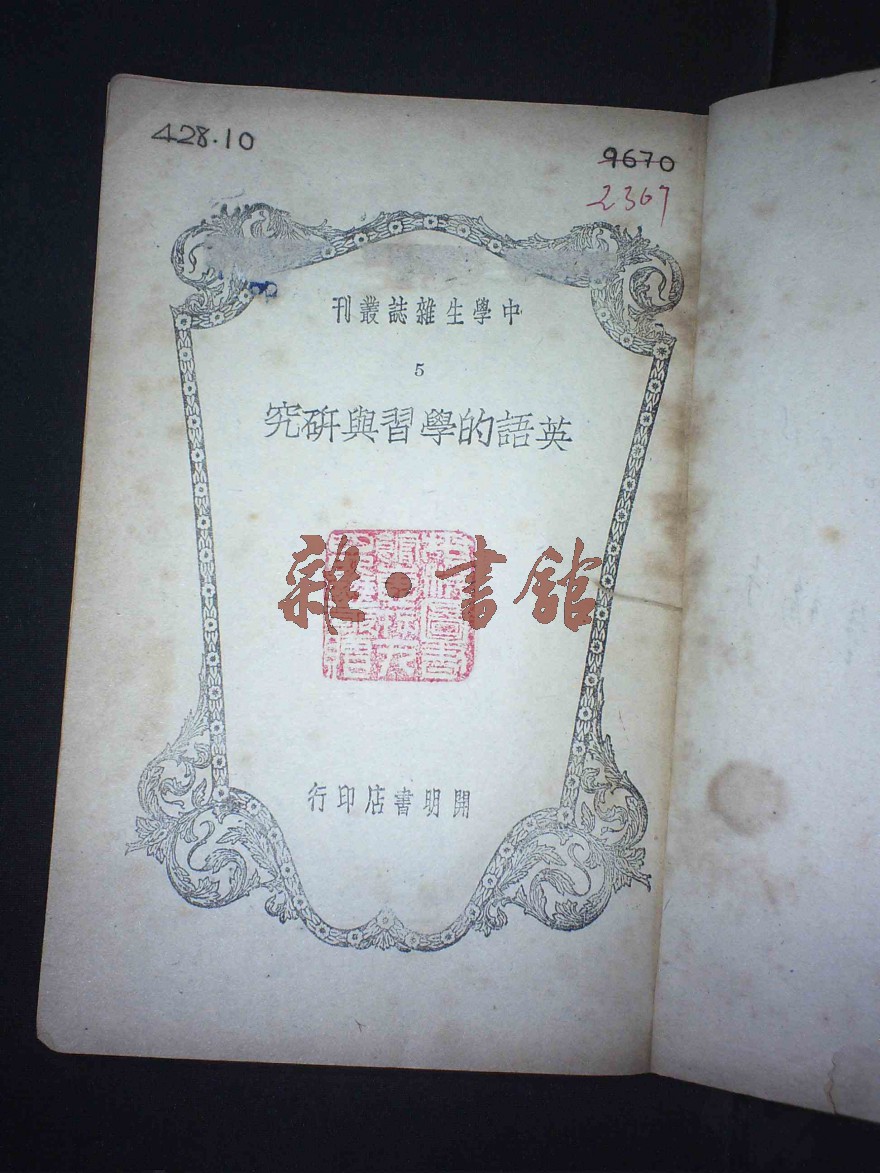 428.10
9670
2367
中學生雜誌叢刊
5
英語的學習與硏究
雜·書館
開明書店印行